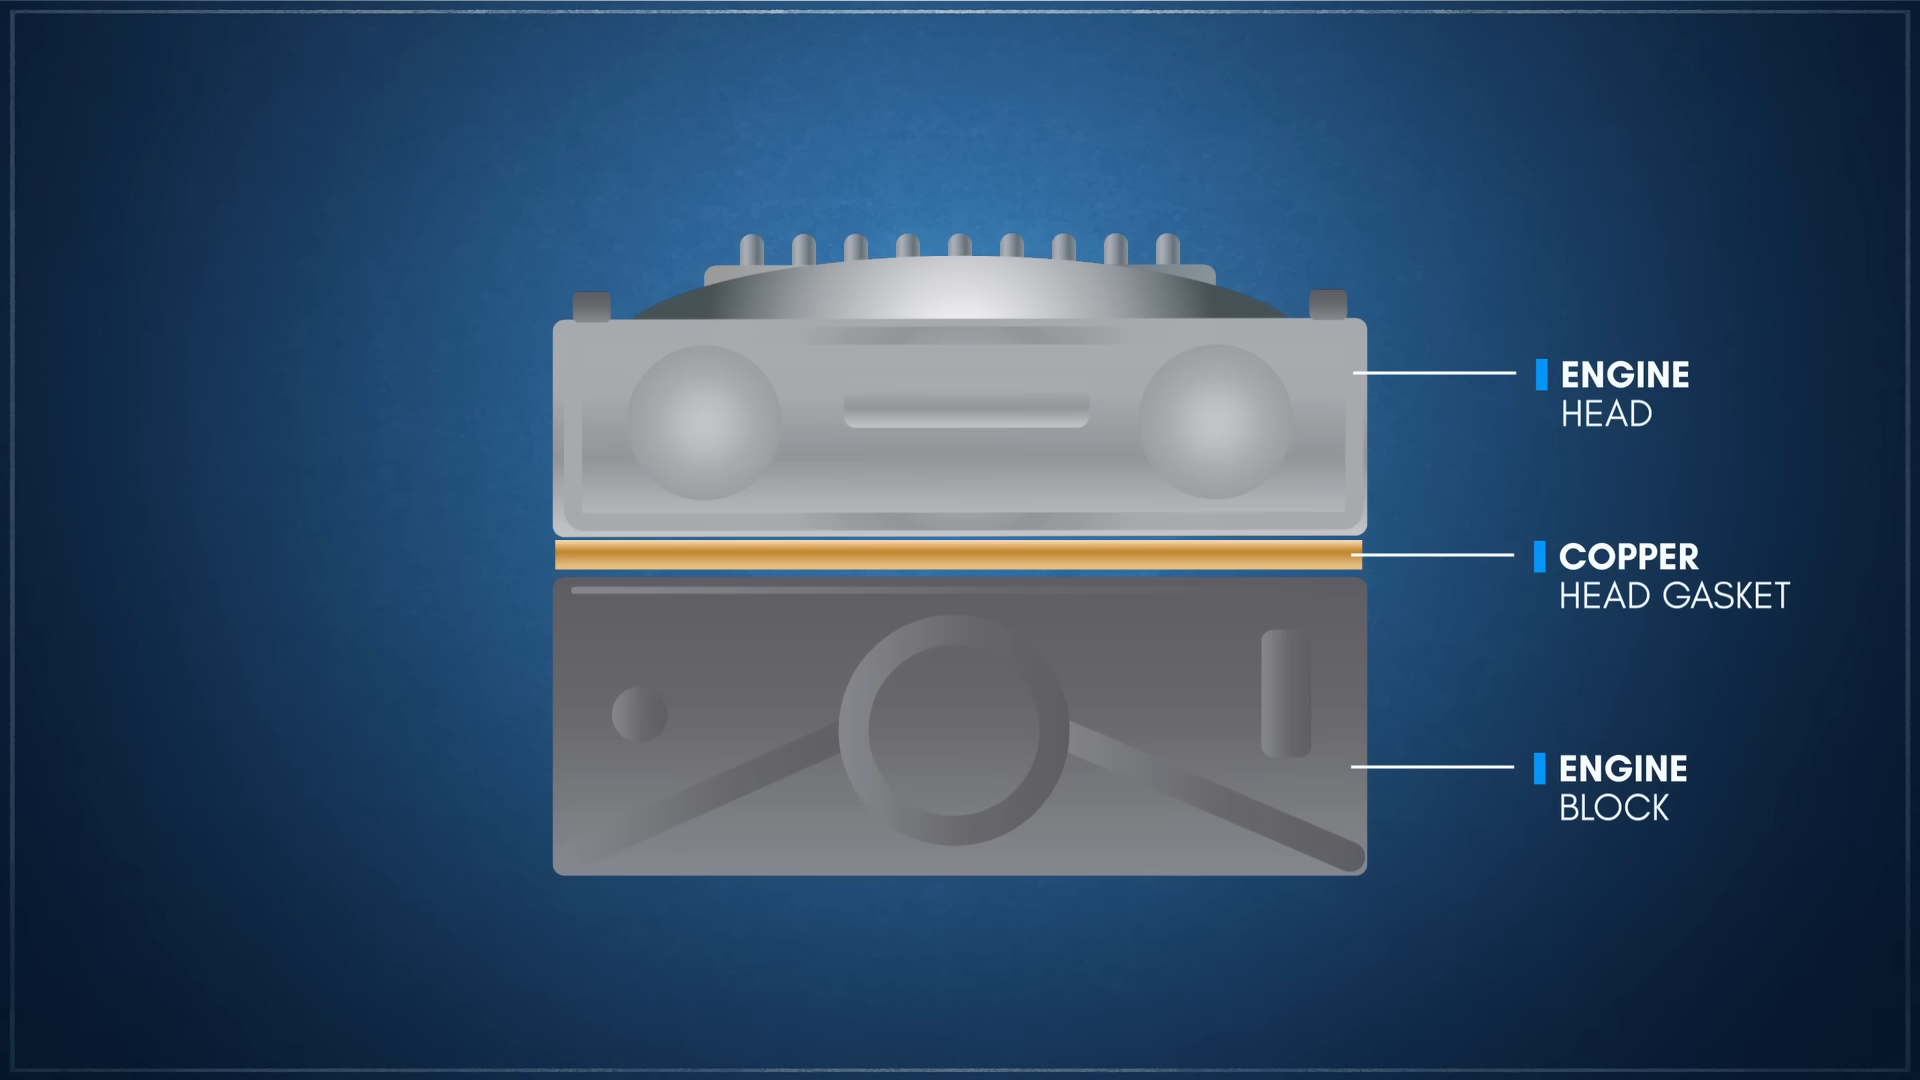 ENGINE
HEAD
COPPER
HEAD GASKET
ENGINE
BLOCK